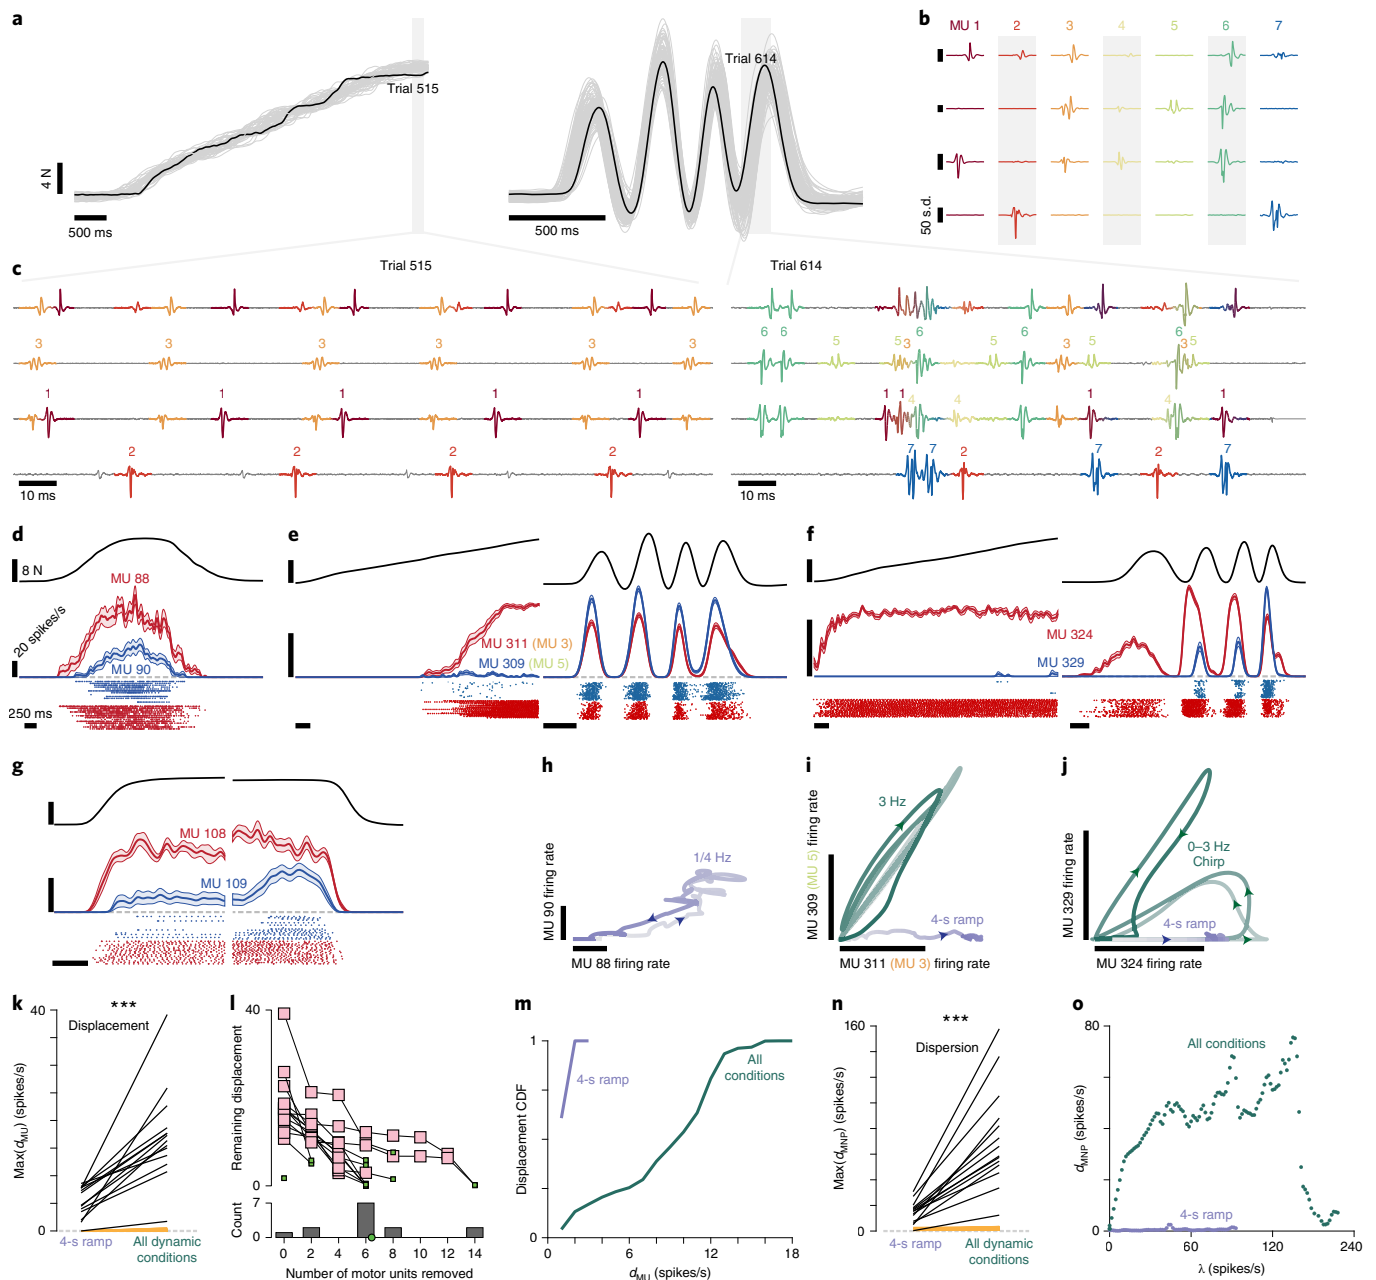 a
Trial 515
4 N
500 ms
Trial 614
500 ms
b
MU 1 2 3 4 5 6 7
50 s.d.
c
Trial 515
Trial 614
3 3 3 3 3 3
1 1 1 1 1
2 2 2 2
10 ms
6 6 5 5 3 6 5 6 3 5 6 3 5
1 1 4 4 1 4 1
7 7 2 7 2 7
10 ms
d
8 N
MU 88
20 spikes/s
MU 90
250 ms
e
MU 311 (MU 3)
MU 309 (MU 5)
f
MU 324
MU 329
g
MU 108
MU 109
h
1/4 Hz
MU 90 firing rate
MU 88 firing rate
i
3 Hz
4-s ramp
MU 309 (MU 5) firing rate
MU 311 (MU 3) firing rate
j
0–3 Hz
Chirp
4-s ramp
MU 329 firing rate
MU 324 firing rate
k
***
40
Displacement
Max(dMU) (spikes/s)
0
4-s ramp
All dynamic
conditions
l
40
Remaining displacement
0
7
Count
0
0 2 4 6 8 10 12 14
Number of motor units removed
m
1
4-s ramp
All
conditions
Displacement CDF
0
0 6 12 18
dMU (spikes/s)
n
***
160
Dispersion
Max(dMNP) (spikes/s)
0
4-s ramp
All dynamic
conditions
o
80
All conditions
dMNP (spikes/s)
4-s ramp
0
0 60 120 240
λ (spikes/s)